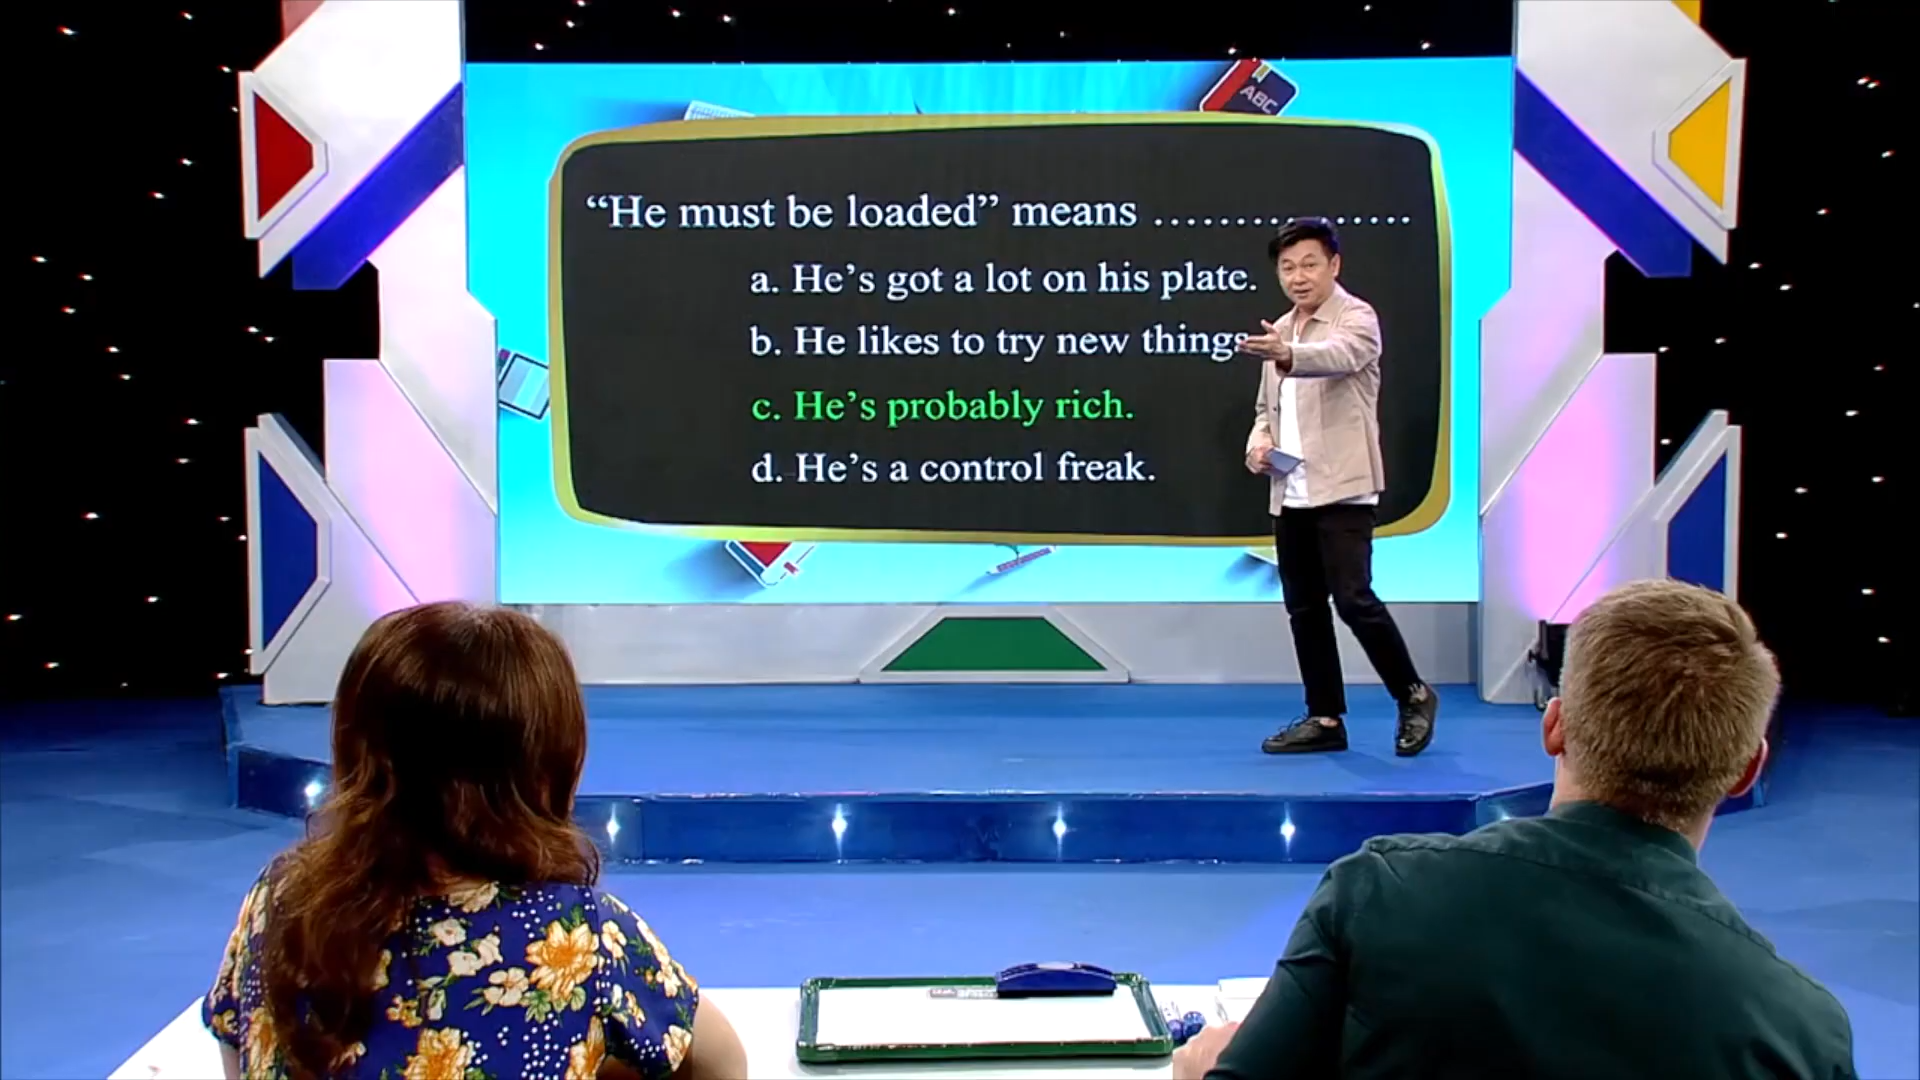 ABC
“He must be loaded” means ................
a. He’s got a lot on his plate.
b. He likes to try new things
c. He’s probably rich.
d. He’s a control freak.